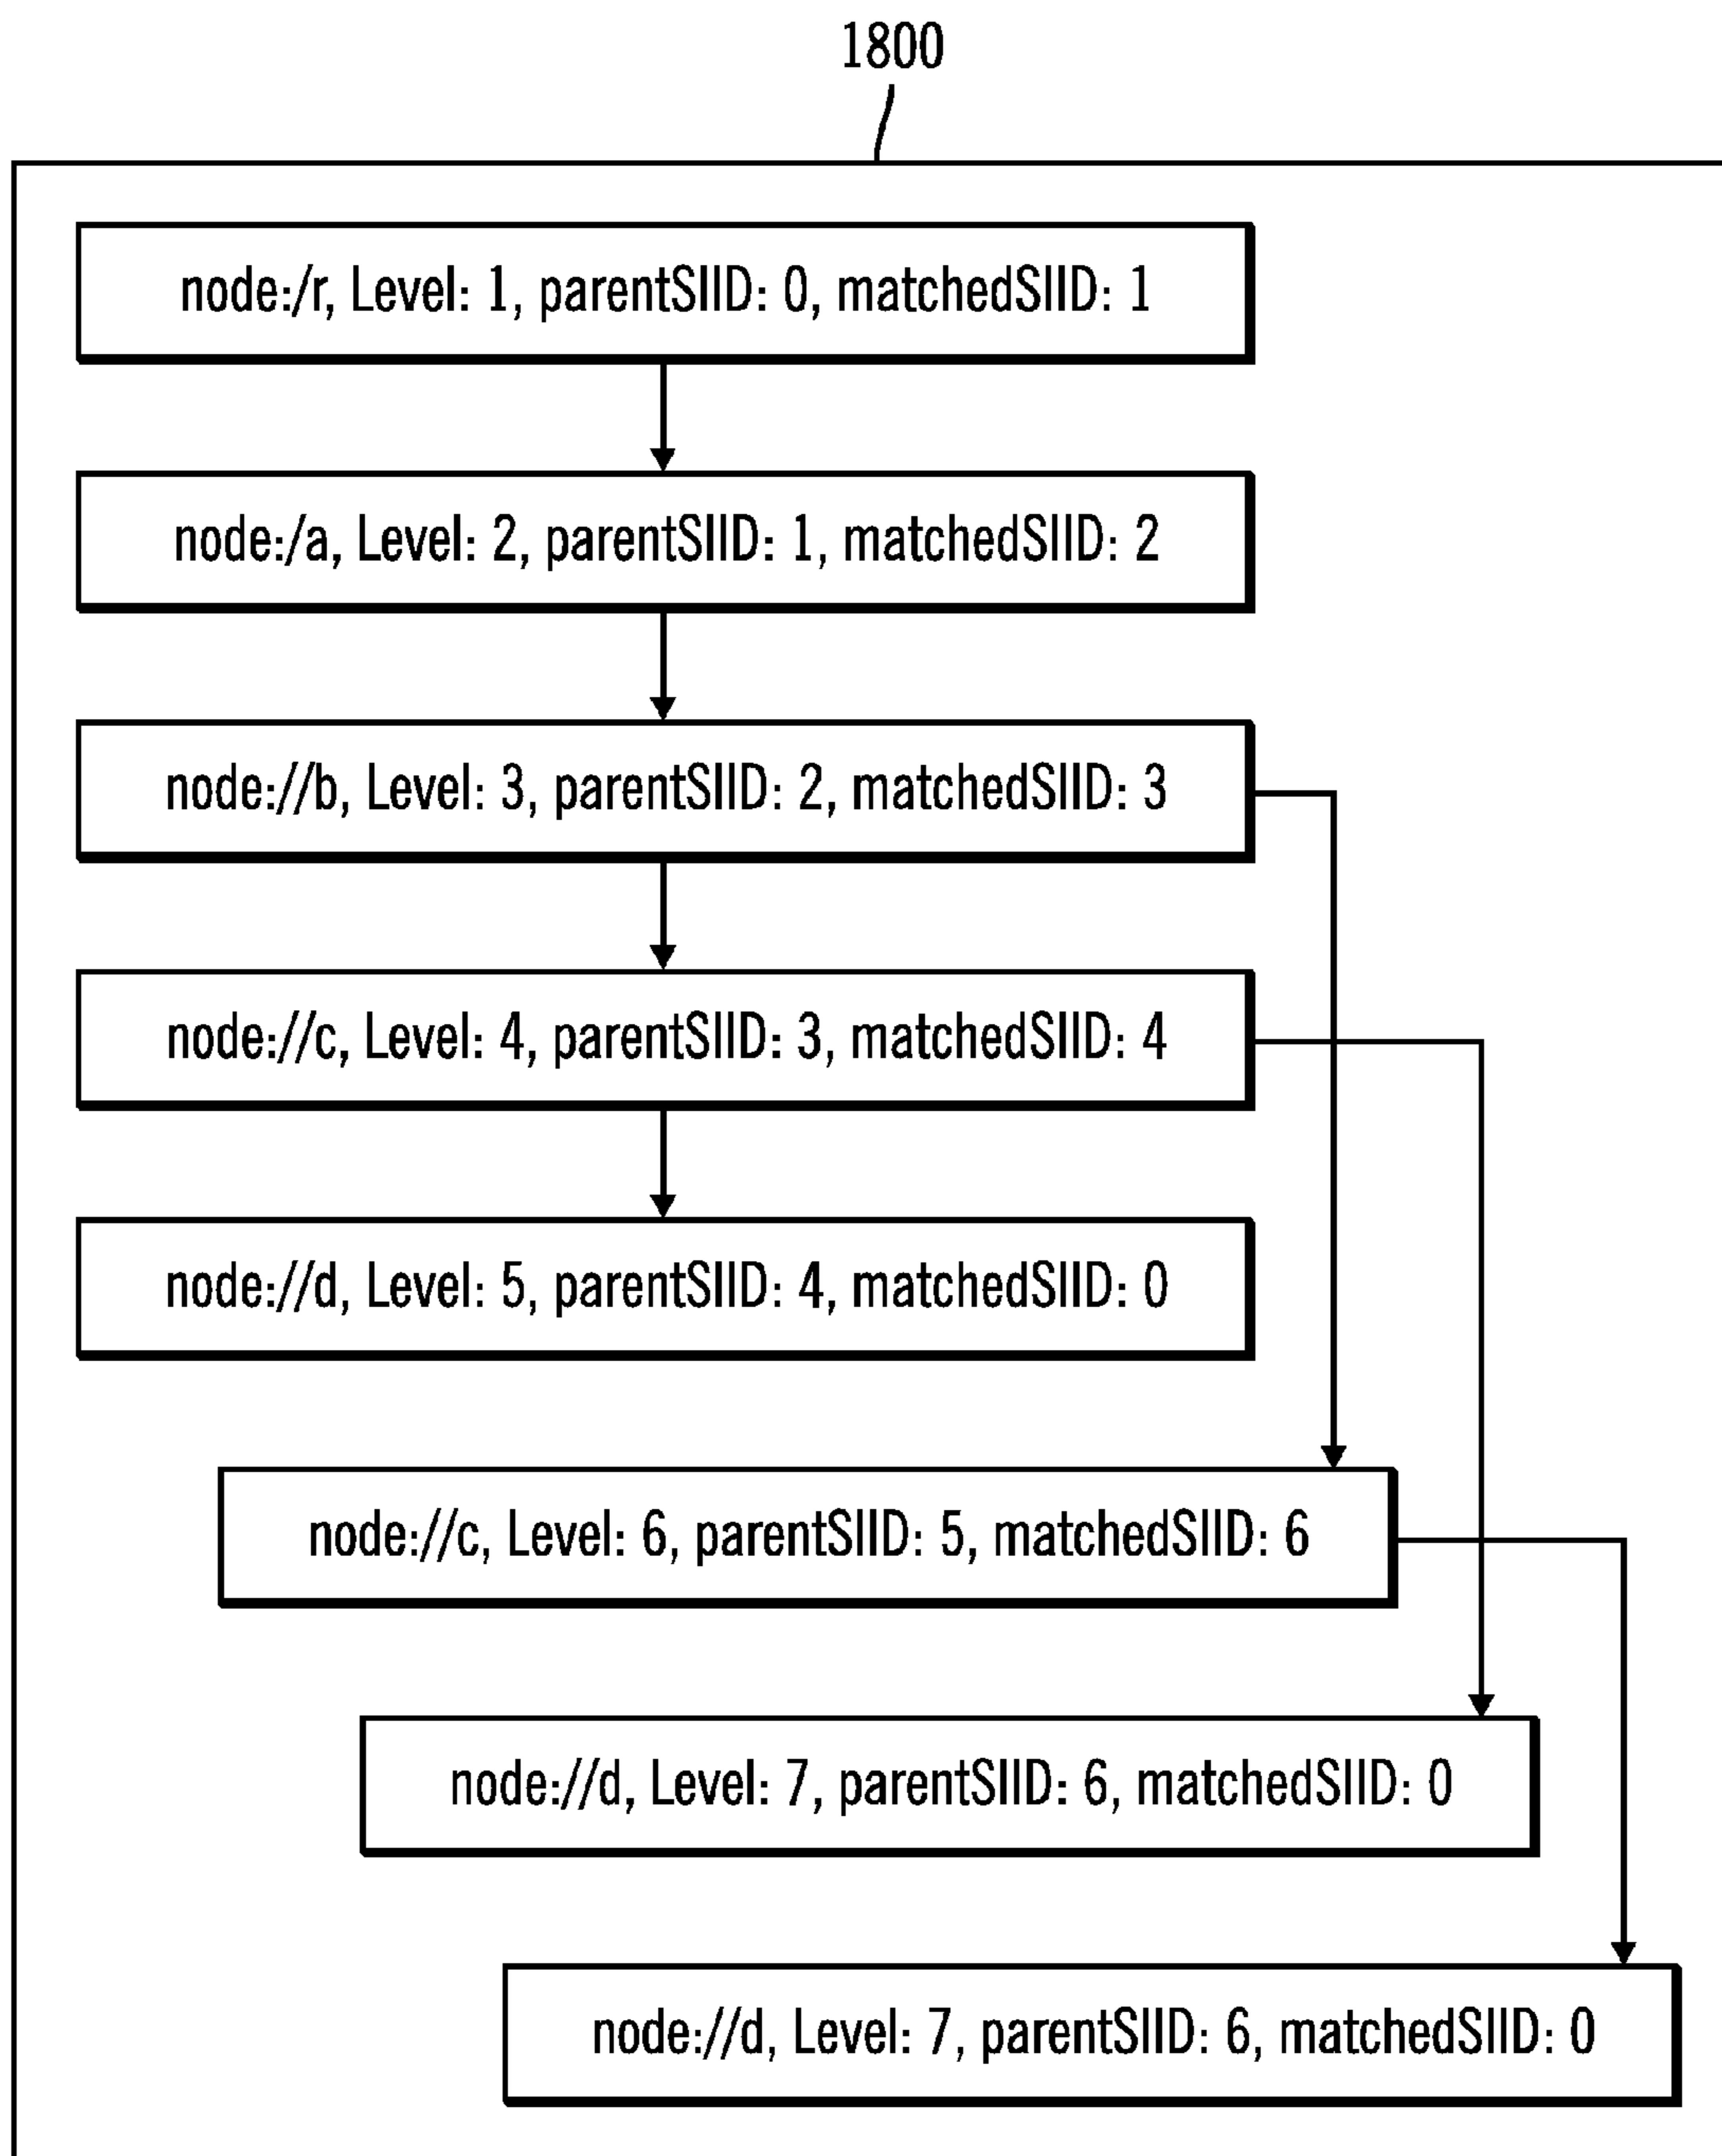 1800
node:/r, Level: 1, parentSIID: 0, matchedSIID: 1
node:/a, Level: 2, parentSIID: 1, matchedSIID: 2
node://b, Level: 3, parentSIID: 2, matchedSIID: 3
node://c, Level: 4, parentSIID: 3, matchedSIID: 4
node://d, Level: 5, parentSIID: 4, matchedSIID: 0
node://c, Level: 6, parentSIID: 5, matchedSIID: 6
node://d, Level: 7, parentSIID: 6, matchedSIID: 0
node://d, Level: 7, parentSIID: 6, matchedSIID: 0